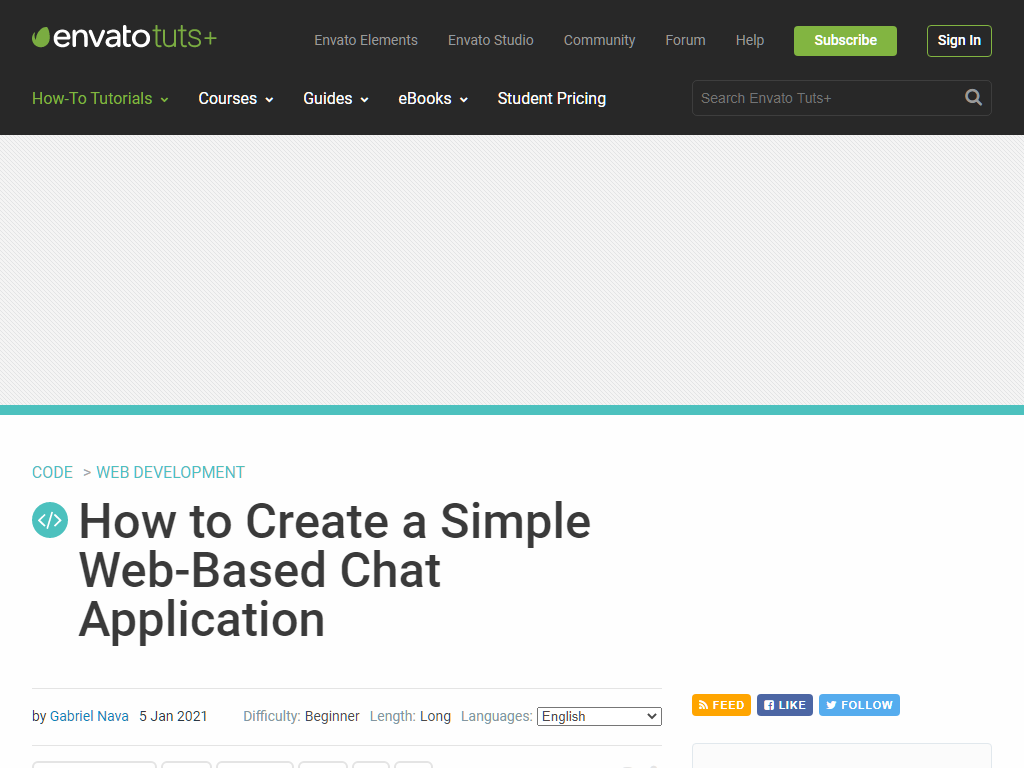 envatotuts+
Envato Elements Envato Studio Community Forum Help Subscribe Sign In
How-To Tutorials Courses Guides eBooks Student Pricing Search Envato Tuts+
CODE > WEB DEVELOPMENT
</> How to Create a Simple
Web-Based Chat
Application
by Gabriel Nava 5 Jan 2021 Difficulty: Beginner Length: Long Languages: English
FEED LIKE FOLLOW